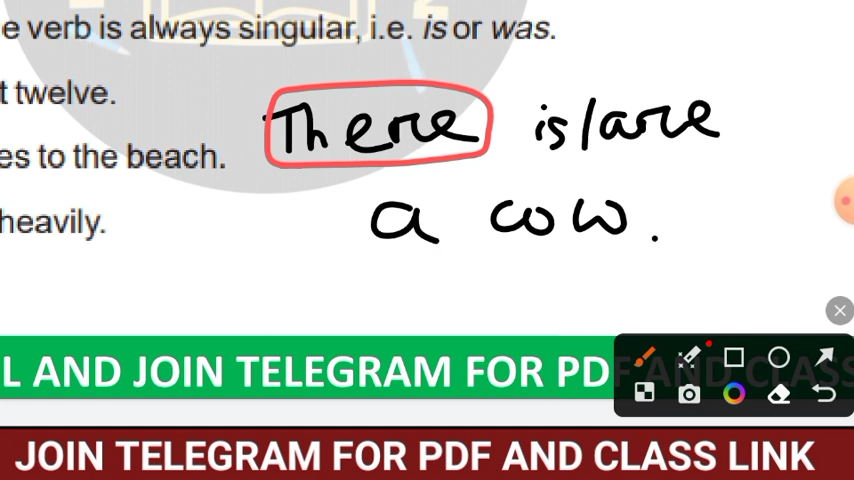 e verb is always singular, i.e. is or was.
t twelve.
There is/are
es to the beach.
a cow.
heavily.
L AND JOIN TELEGRAM FOR PDF AND CLASS
JOIN TELEGRAM FOR PDF AND CLASS LINK